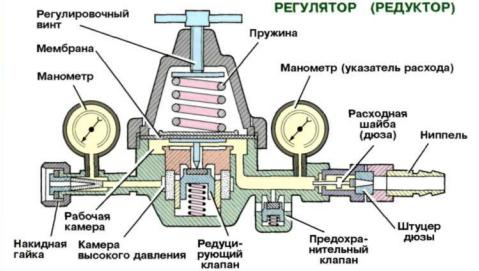 РЕГУЛЯТОР (РЕДУКТОР)
Регулировочный
винт
Пружина
Мембрана
Манометр
Манометр (указатель расхода)
Расходная
шайба
(дюза)
Ниппель
Накидная
гайка
Рабочая
камера
Камера
высокого давления
Редуци-
рующий
клапан
Предохра-
нительный
клапан
Штуцер
дюзы